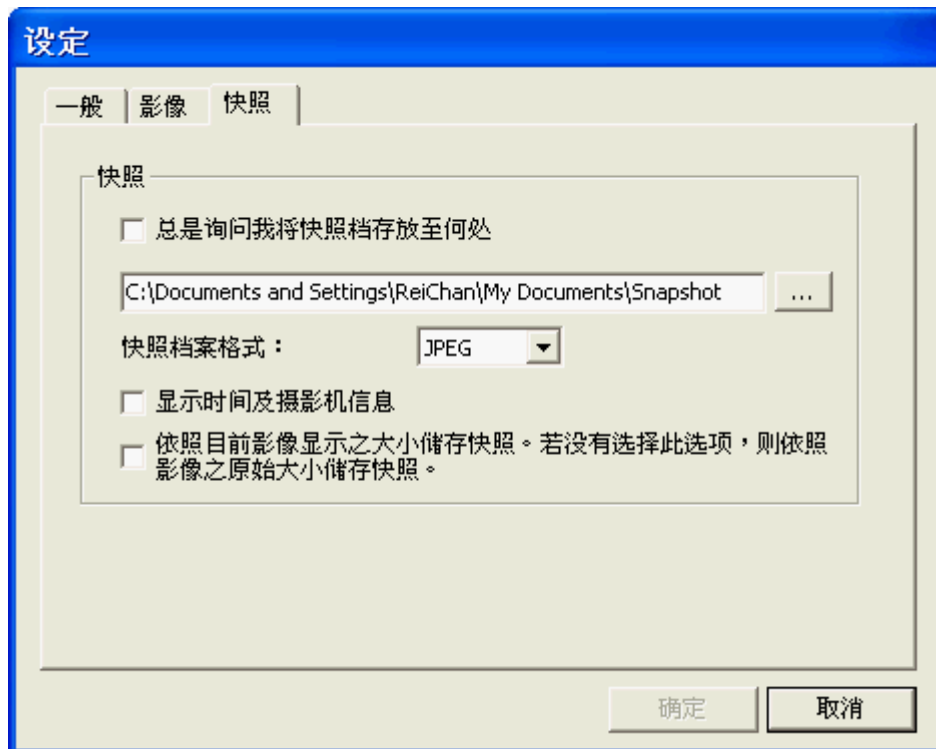 设定
一般 影像 快照
快照
总是询问我将快照档存放至何处
C:\Documents and Settings\ReiChan\My Documents\Snapshot ...
快照档案格式： JPEG
显示时间及摄影机信息
依照目前影像显示之大小储存快照。若没有选择此选项，则依照
影像之原始大小储存快照。
确定 取消